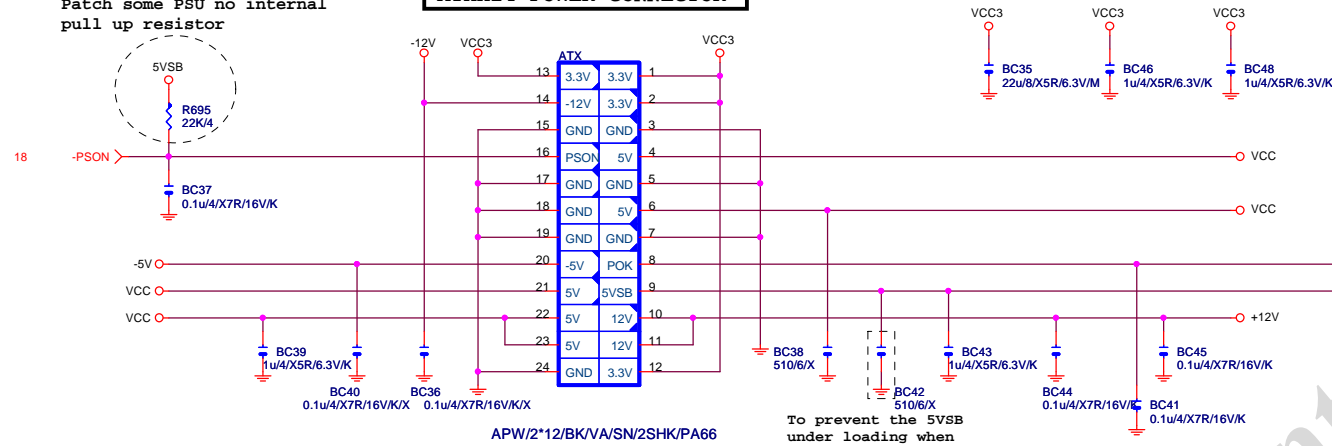 Patch some PSU no internal
pull up resistor
5VSB
R695
22K/4
18
-PSON
BC37
0.1u/4/X7R/16V/K
-12V
VCC3
VCC3
ATX
13 3.3V 3.3V 1
14 -12V 3.3V 2
15 GND GND 3
16 PSON 5V 4
17 GND GND 5
18 GND 5V 6
19 GND GND 7
20 -5V POK 8
21 5V 5VSB 9
22 5V 12V 10
23 5V 12V 11
24 GND 3.3V 12
VCC3
BC35
22u/8/X5R/6.3V/M
VCC3
BC46
1u/4/X5R/6.3V/K
VCC3
BC48
1u/4/X5R/6.3V/K
VCC
VCC
-5V
VCC
VCC
+12V
BC39
1u/4/X5R/6.3V/K
BC40
0.1u/4/X7R/16V/K/X
BC36
0.1u/4/X7R/16V/K/X
BC38
510/6/X
BC42
510/6/X
BC43
1u/4/X5R/6.3V/K
BC44
0.1u/4/X7R/16V/K
BC45
0.1u/4/X7R/16V/K
BC41
0.1u/4/X7R/16V/K
APW/2*12/BK/VA/SN/2SHK/PA66
To prevent the 5VSB
under loading when